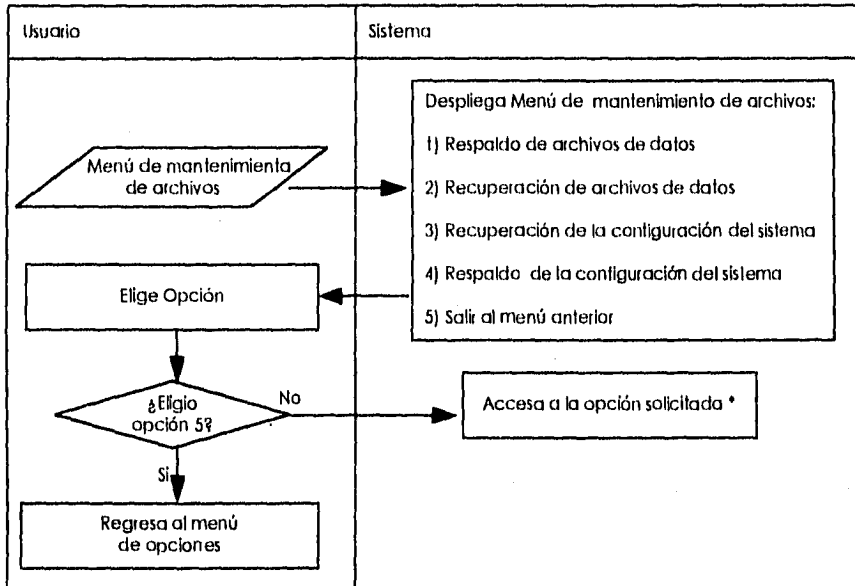 Usuario
Sistema
Despliega Menú de mantenimiento de archivos:
1) Respaldo de archivos de datos
Menú de mantenimienta
de archivos
2) Recuperación de archivos de datos
3) Recuperación de la configuración del sistema
4) Respaldo de la configuración del sistema
5) Salir al menú anterior
Elige Opción
¿Eligio
opción 5?
No
Accesa a la opción solicitada *
Si
Regresa al menú
de opciones